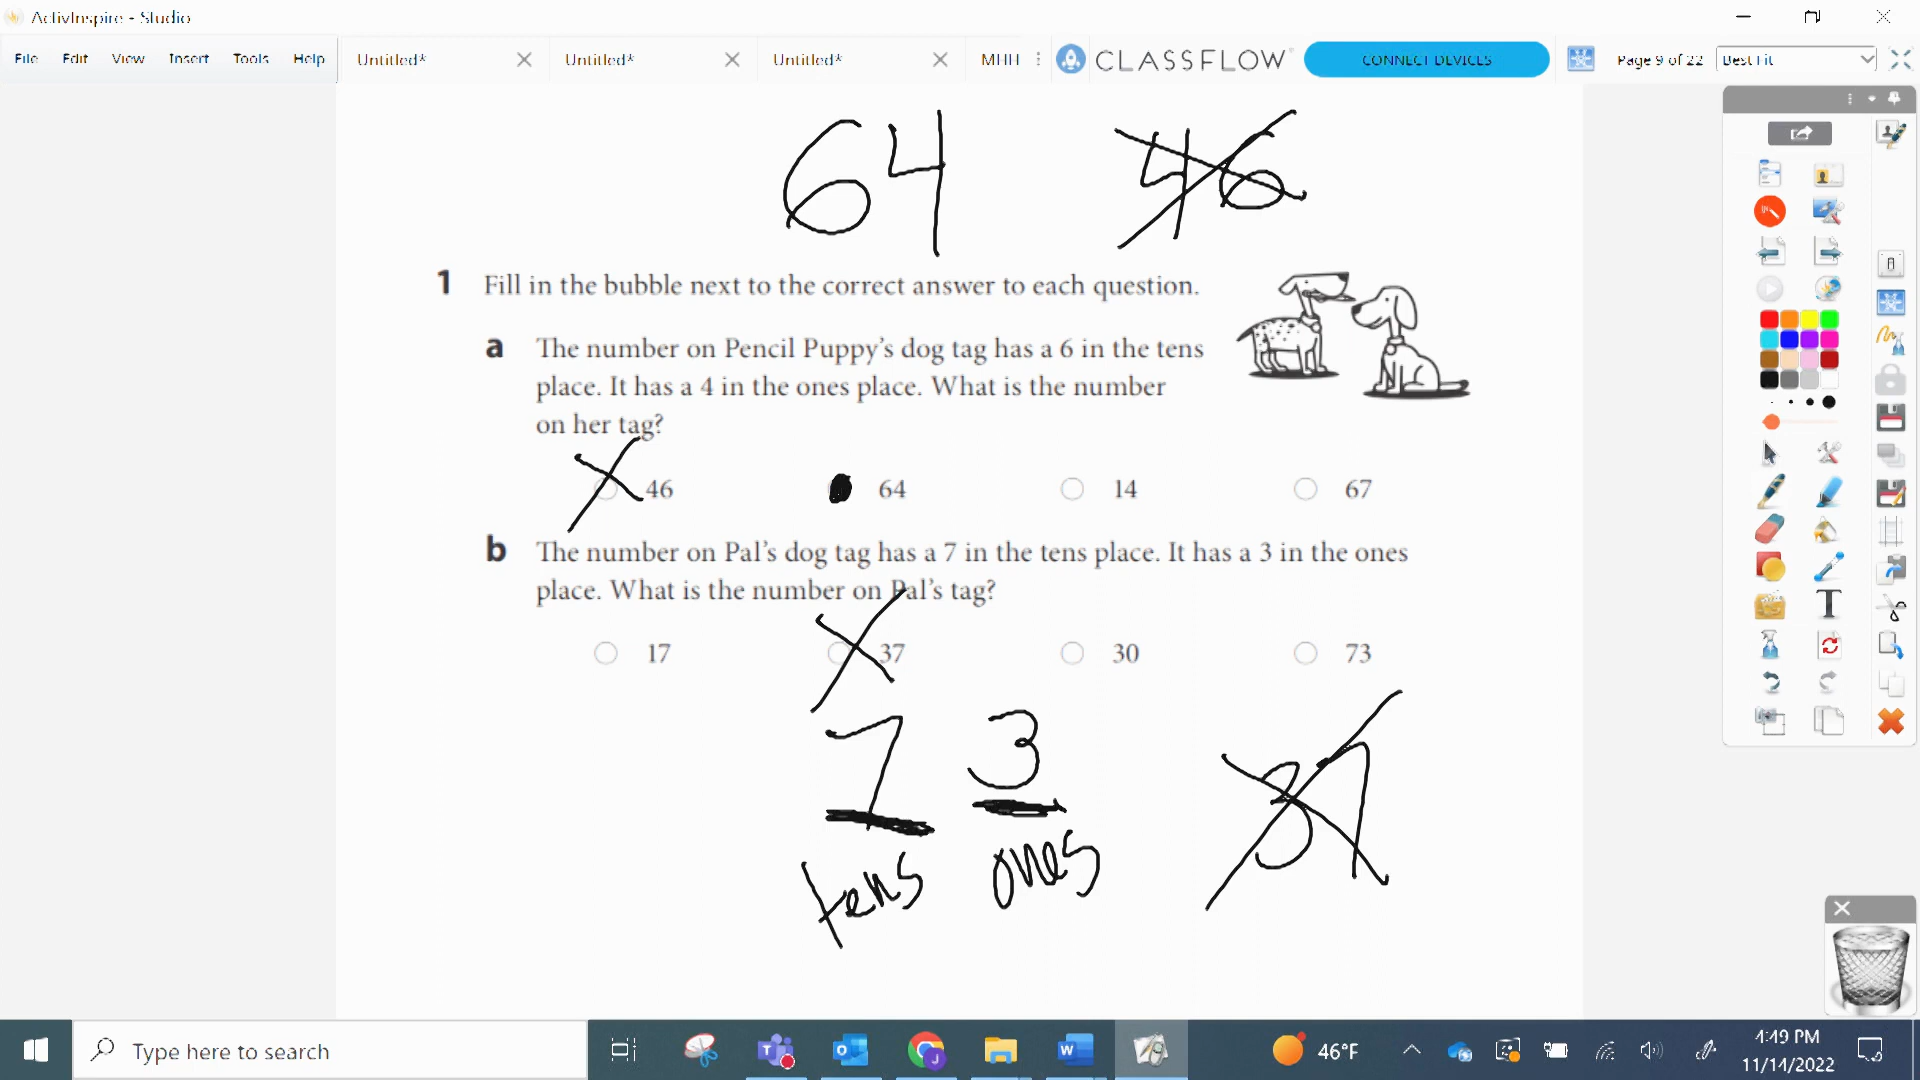 ActivInspire - Studio
File Edit View Insert Tools Help Untitled* Untitled* Untitled* MHH CLASSFLOW CONNECT DEVICES Page 9 of 22 Best Fit
64 46
1 Fill in the bubble next to the correct answer to each question.
a The number on Pencil Puppy's dog tag has a 6 in the tens
place. It has a 4 in the ones place. What is the number
on her tag?
46 64 14 67
b The number on Pal's dog tag has a 7 in the tens place. It has a 3 in the ones
place. What is the number on Pal's tag?
17 37 30 73
7 3 37
tens ones
Type here to search 46°F 4:49 PM
11/14/2022